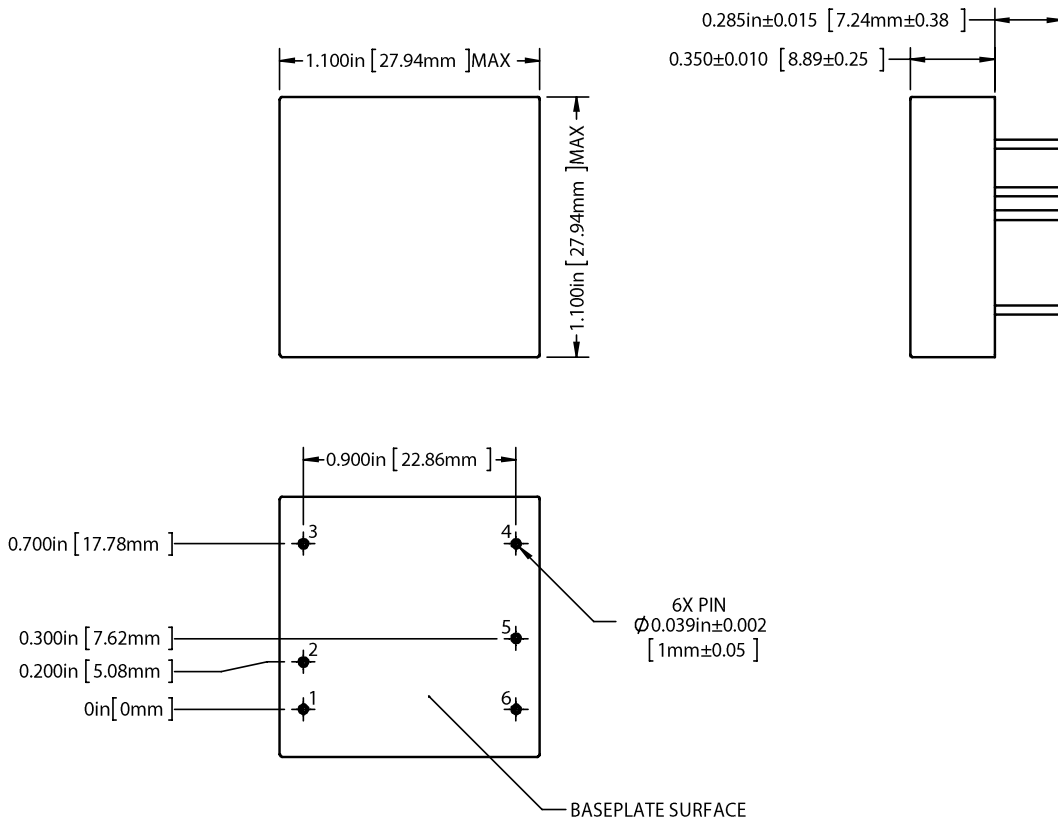 0.285in±0.015 [7.24mm±0.38 ]
0.350±0.010 [8.89±0.25 ]
1.100in [27.94mm ]MAX
1.100in [27.94mm ]MAX
0.900in [22.86mm ]
3
4
0.700in [17.78mm ]
6X PIN
Ø0.039in±0.002
[1mm±0.05 ]
5
0.300in [7.62mm ]
2
0.200in [5.08mm ]
0in[0mm ]
1
6
BASEPLATE SURFACE